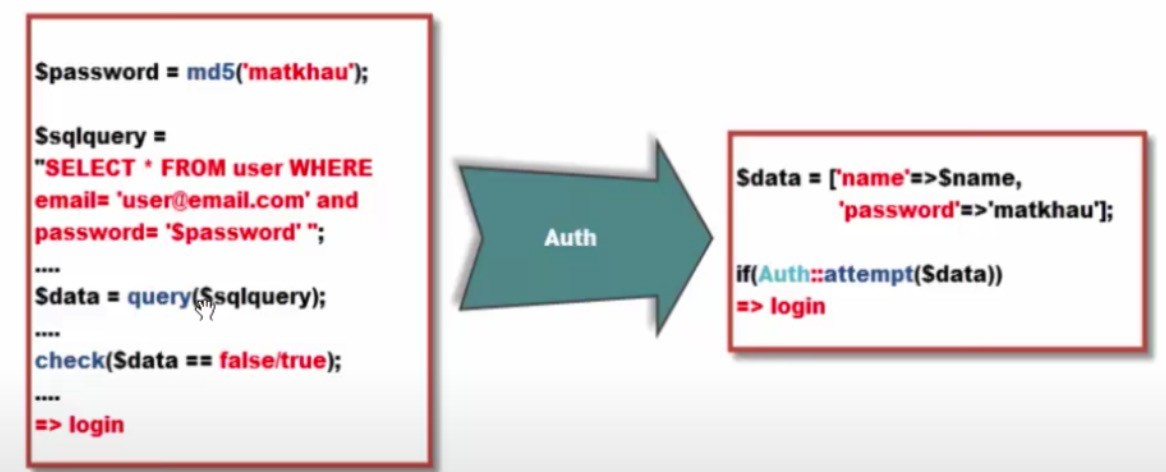 $password = md5('matkhau');
$sqlquery =
"SELECT * FROM user WHERE
email= 'user@email.com' and
password= '$password' ";
....
$data = query($sqlquery);
....
check($data == false/true);
....
=> login
Auth
$data = ['name'=>$name,
'password'=>'matkhau'];
if(Auth::attempt($data))
=> login